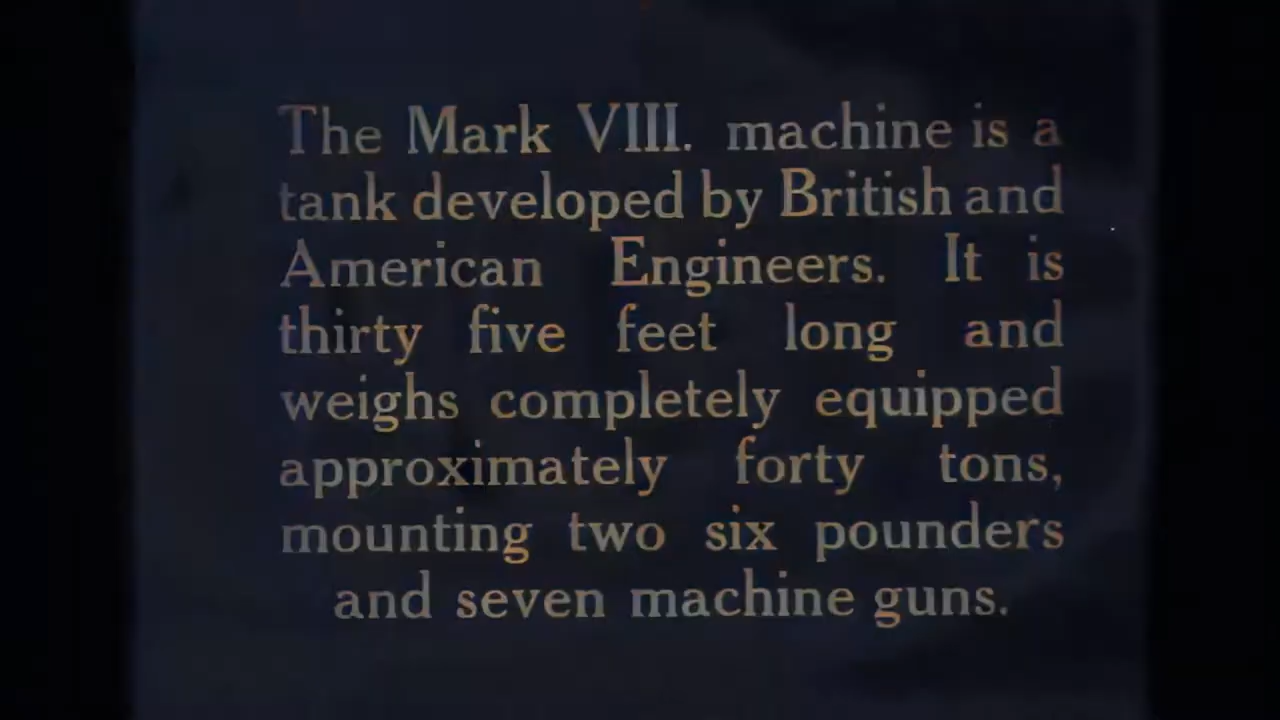 The Mark VIII. machine is a
tank developed by British and
American Engineers. It is
thirty five feet long and
weighs completely equipped
approximately forty tons,
mounting two six pounders
and seven machine guns.